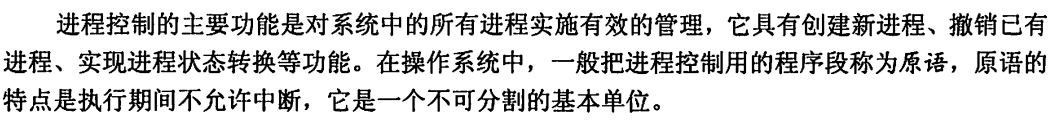 进程控制的主要功能是对系统中的所有进程实施有效的管理，它具有创建新进程、撤销已有
进程、实现进程状态转换等功能。在操作系统中，一般把进程控制用的程序段称为原语，原语的
特点是执行期间不允许中断，它是一个不可分割的基本单位。